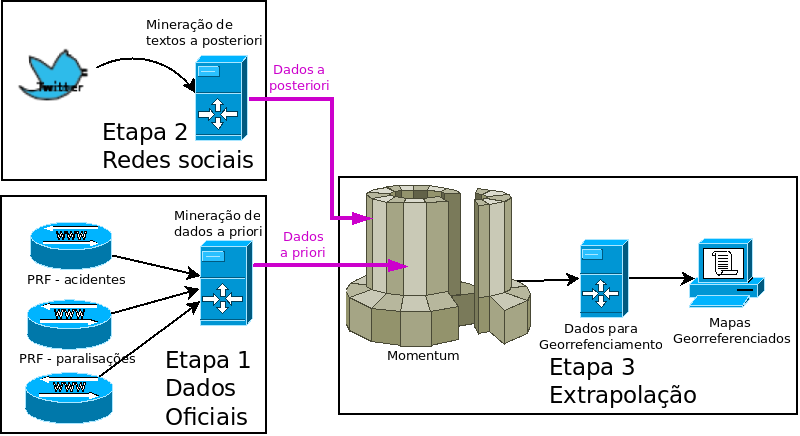 Mineração de
textos a posteriori
Twitter
Etapa 2
Redes sociais
Dados a
posteriori
Mineração de
dados a priori
WWW
PRF - acidentes
WWW
PRF - paralisações
WWW
Etapa 1
Dados
Oficiais
Dados
a priori
Momentum
Dados para
Georrefenciamento
Mapas
Georreferenciados
Etapa 3
Extrapolação